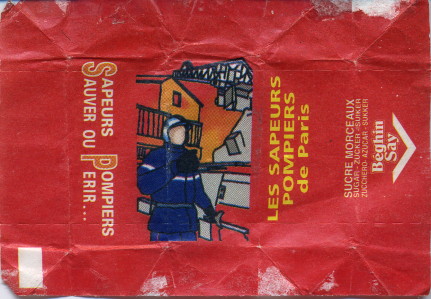 SAPEURS POMPIERS
SAUVER OU PERIR...
LES SAPEURS
POMPIERS
de Paris
SUCRE MORCEAUX
SUGAR - ZUCKER - SUIKER
ZUCCHERO - AZÚCAR - SUKKER
Béghin
Say